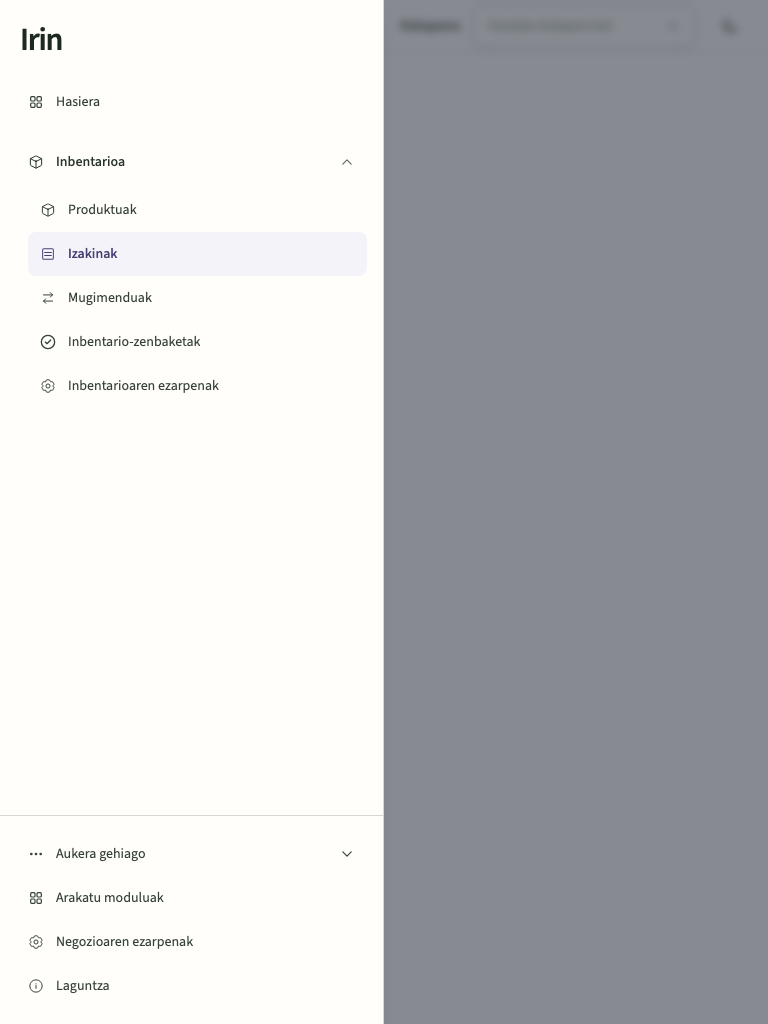 Irin
Hasiera
Inbentarioa
Produktuak
Izakinak
Mugimenduak
Inbentario-zenbaketak
Inbentarioaren ezarpenak
Aukera gehiago
Arakatu moduluak
Negozioaren ezarpenak
Laguntza